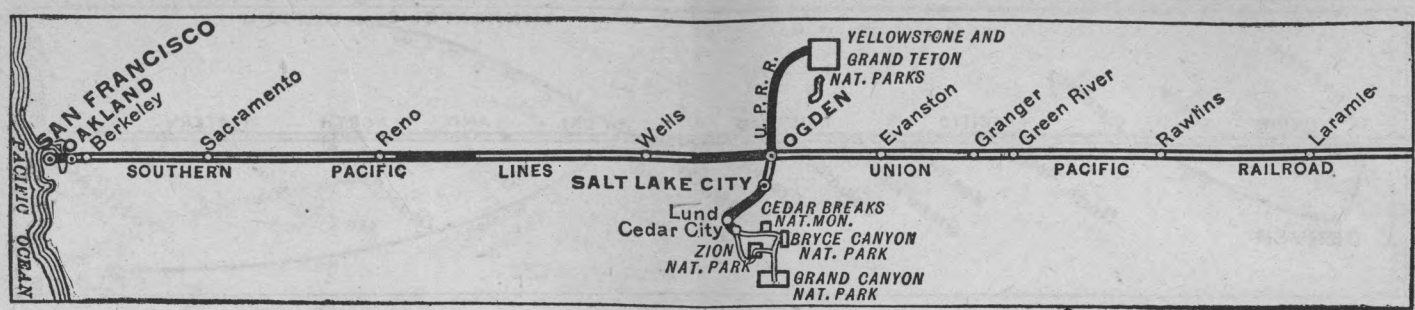 SAN FRANCISCO
OAKLAND
Berkeley
Sacramento
Reno
Wells
U. P. R. R.
YELLOWSTONE AND
GRAND TETON
NAT. PARKS
OGDEN
Evanston
Granger
Green River
Rawlins
Laramie
SOUTHERN PACIFIC LINES
UNION PACIFIC RAILROAD
SALT LAKE CITY
Lund
Cedar City
CEDAR BREAKS
NAT. MON.
BRYCE CANYON
NAT. PARK
ZION
NAT. PARK
GRAND CANYON
NAT. PARK
PACIFIC OCEAN